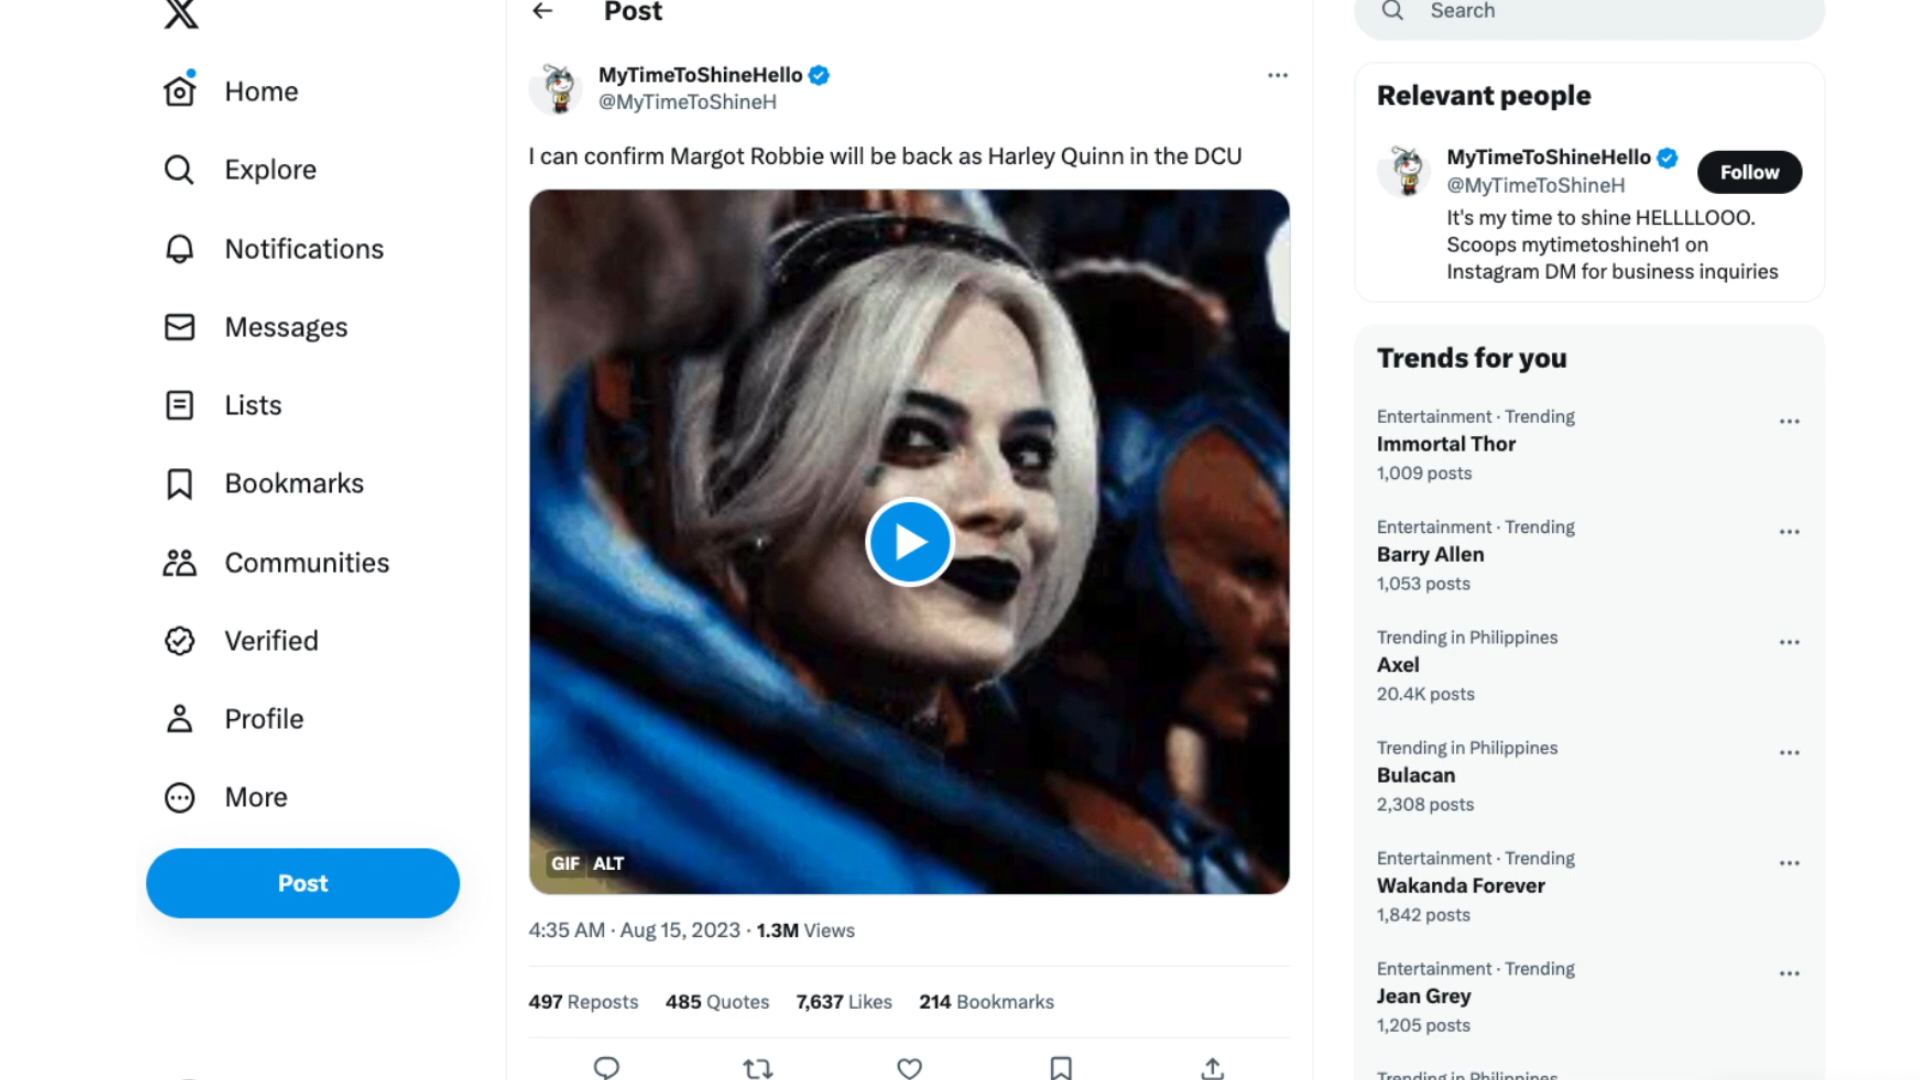 Home
Explore
Notifications
Messages
Lists
Bookmarks
Communities
Verified
Profile
More
Post
Post
MyTimeToShineHello
@MyTimeToShineH
I can confirm Margot Robbie will be back as Harley Quinn in the DCU
GIF ALT
4:35 AM · Aug 15, 2023 · 1.3M Views
497 Reposts 485 Quotes 7,637 Likes 214 Bookmarks
Search
Relevant people
MyTimeToShineHello
@MyTimeToShineH
Follow
It's my time to shine HELLLLOOO.
Scoops mytimetoshineh1 on
Instagram DM for business inquiries
Trends for you
Entertainment · Trending
Immortal Thor
1,009 posts
Entertainment · Trending
Barry Allen
1,053 posts
Trending in Philippines
Axel
20.4K posts
Trending in Philippines
Bulacan
2,308 posts
Entertainment · Trending
Wakanda Forever
1,842 posts
Entertainment · Trending
Jean Grey
1,205 posts
Trending in Philippines